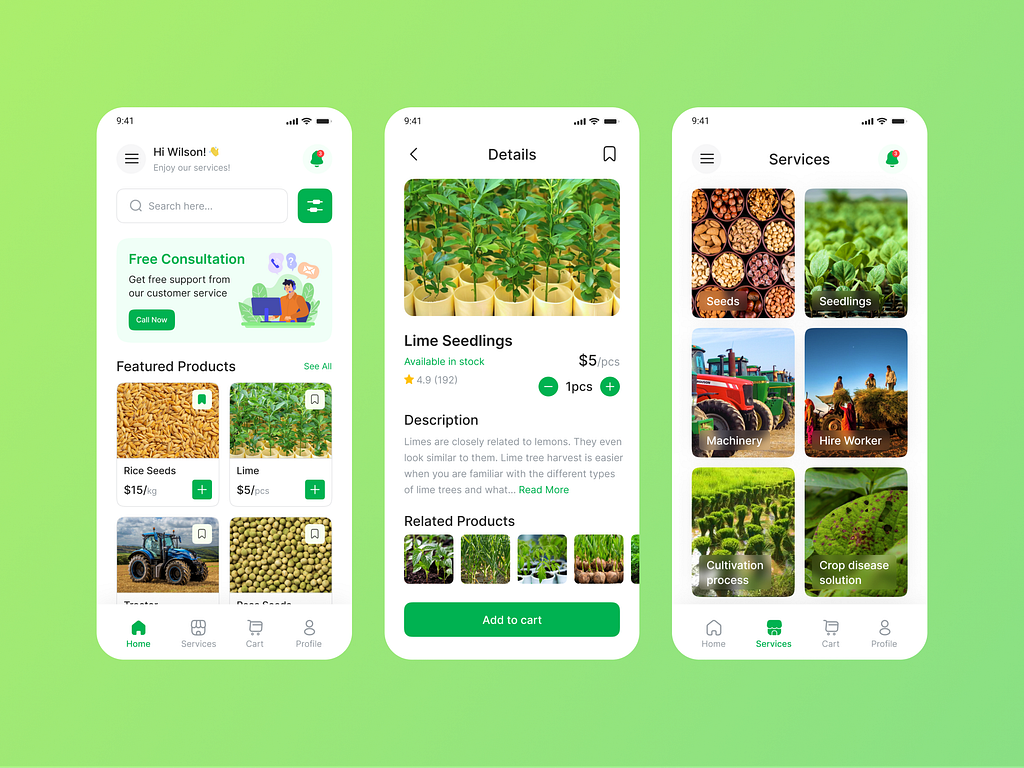 9:41
Hi Wilson! 👋
Enjoy our services!
Search here...
Free Consultation
Get free support from
our customer service
Call Now
Featured Products
See All
Rice Seeds
$15/kg
Lime
$5/pcs
Tractor
Home
Services
Cart
Profile
9:41
Details
Lime Seedlings
Available in stock
$5/pcs
4.9 (192)
1pcs
Description
Limes are closely related to lemons. They even
look similar to them. Lime tree harvest is easier
when you are familiar with the different types
of lime trees and what... Read More
Related Products
Add to cart
9:41
Services
Seeds
Seedlings
Machinery
Hire Worker
Cultivation
process
Crop disease
solution
Home
Services
Cart
Profile